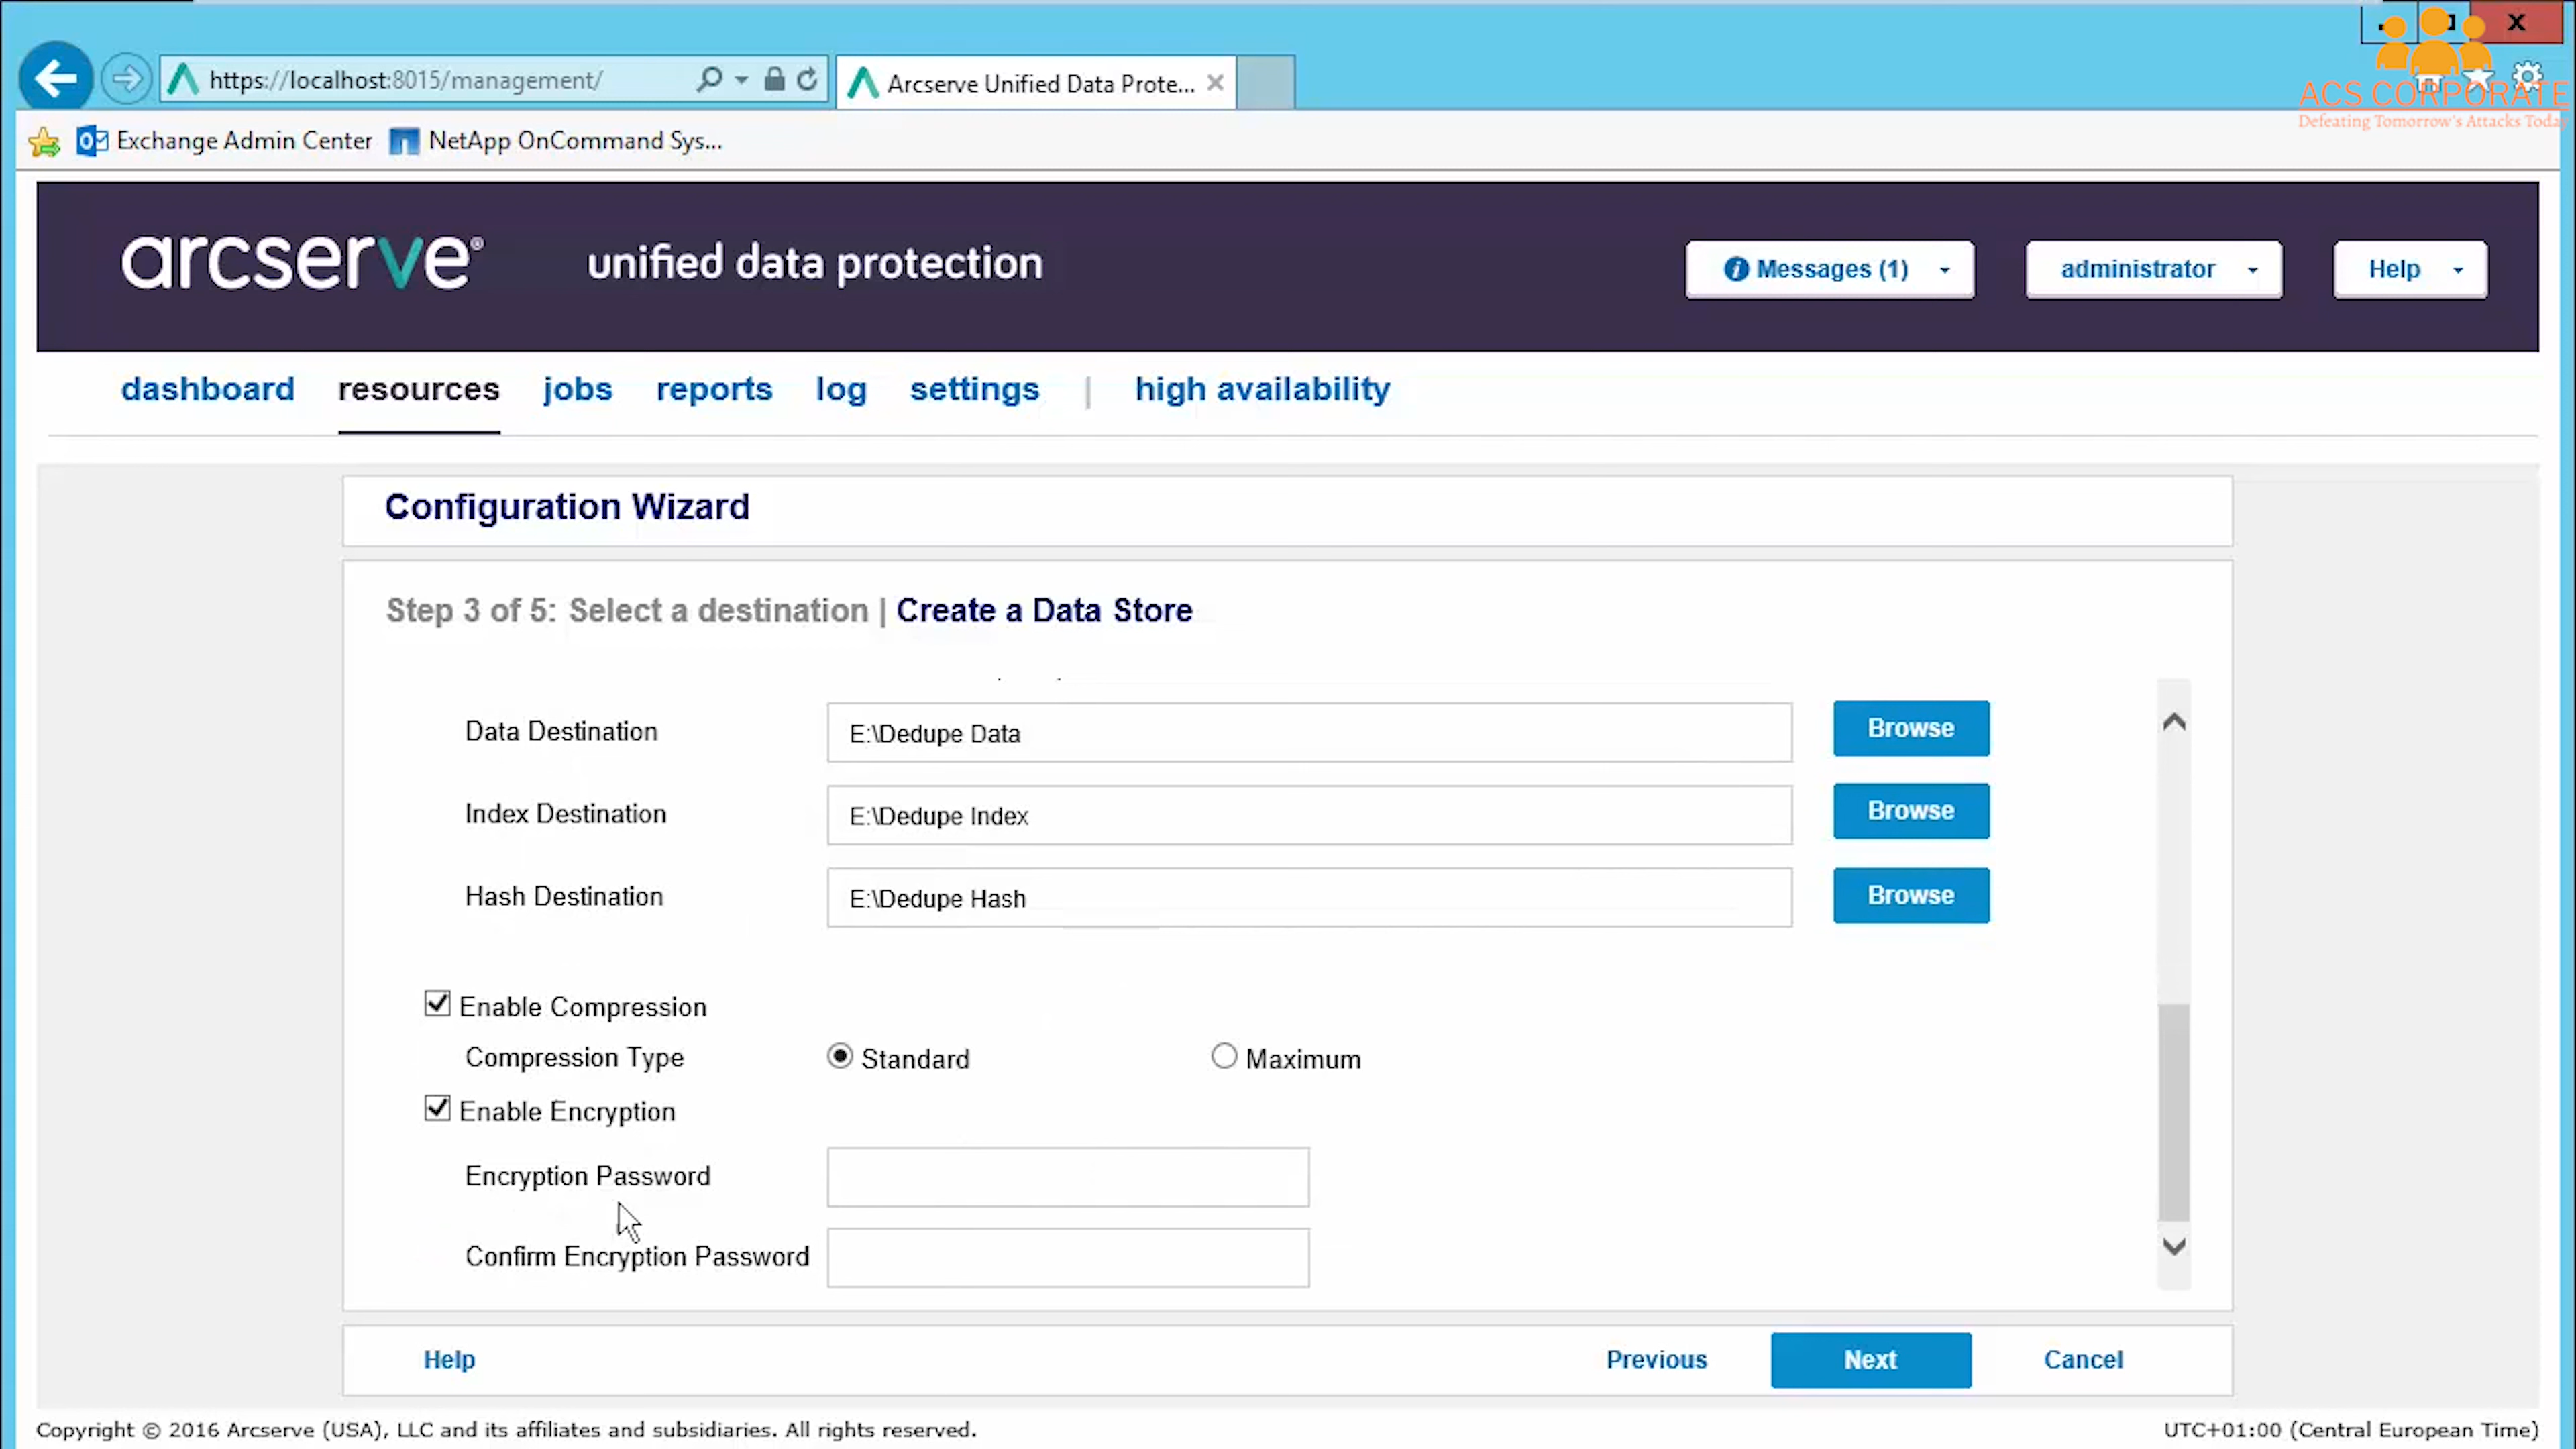 https://localhost:8015/management/
Arcserve Unified Data Prote...
ACS CORPORATE
Defeating Tomorrow's Attacks Today
Exchange Admin Center
NetApp OnCommand Sys...
arcserve®
unified data protection
Messages (1)
administrator
Help
dashboard
resources
jobs
reports
log
settings
|
high availability
Configuration Wizard
Step 3 of 5: Select a destination | Create a Data Store
Data Destination
E:\Dedupe Data
Browse
Index Destination
E:\Dedupe Index
Browse
Hash Destination
E:\Dedupe Hash
Browse
Enable Compression
Compression Type
Standard
Maximum
Enable Encryption
Encryption Password
Confirm Encryption Password
Help
Previous
Next
Cancel
Copyright © 2016 Arcserve (USA), LLC and its affiliates and subsidiaries. All rights reserved.
UTC+01:00 (Central European Time)